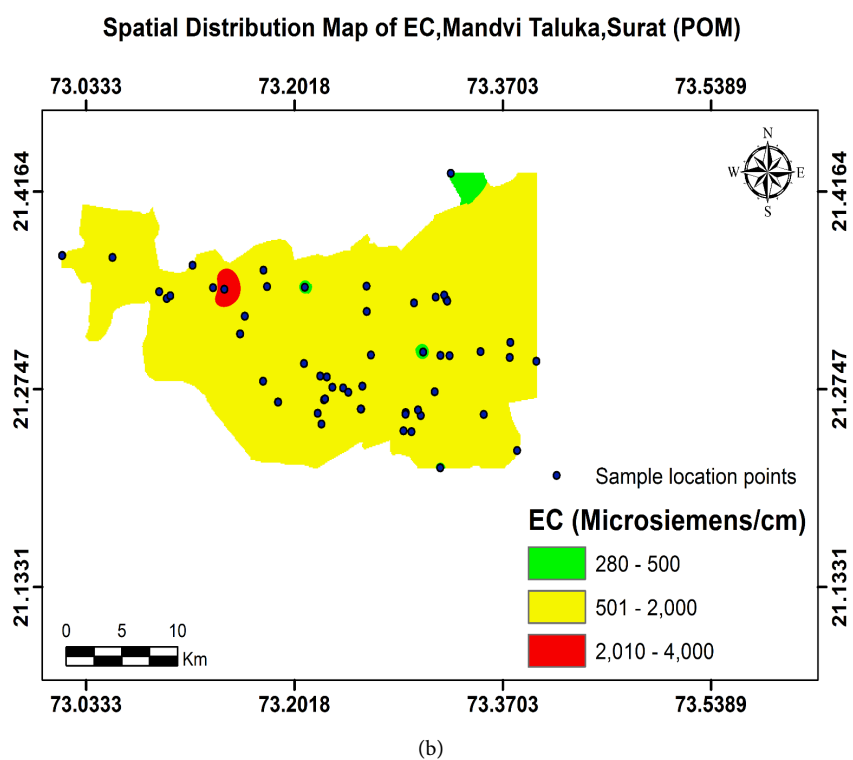 Spatial Distribution Map of EC,Mandvi Taluka,Surat (POM)
73.0333 73.2018 73.3703 73.5389
N
W E
S
21.4164 21.4164
21.2747 21.2747
Sample location points
EC (Microsiemens/cm)
280 - 500
21.1331 21.1331
501 - 2,000
0 5 10
Km
2,010 - 4,000
73.0333 73.2018 73.3703 73.5389
(b)